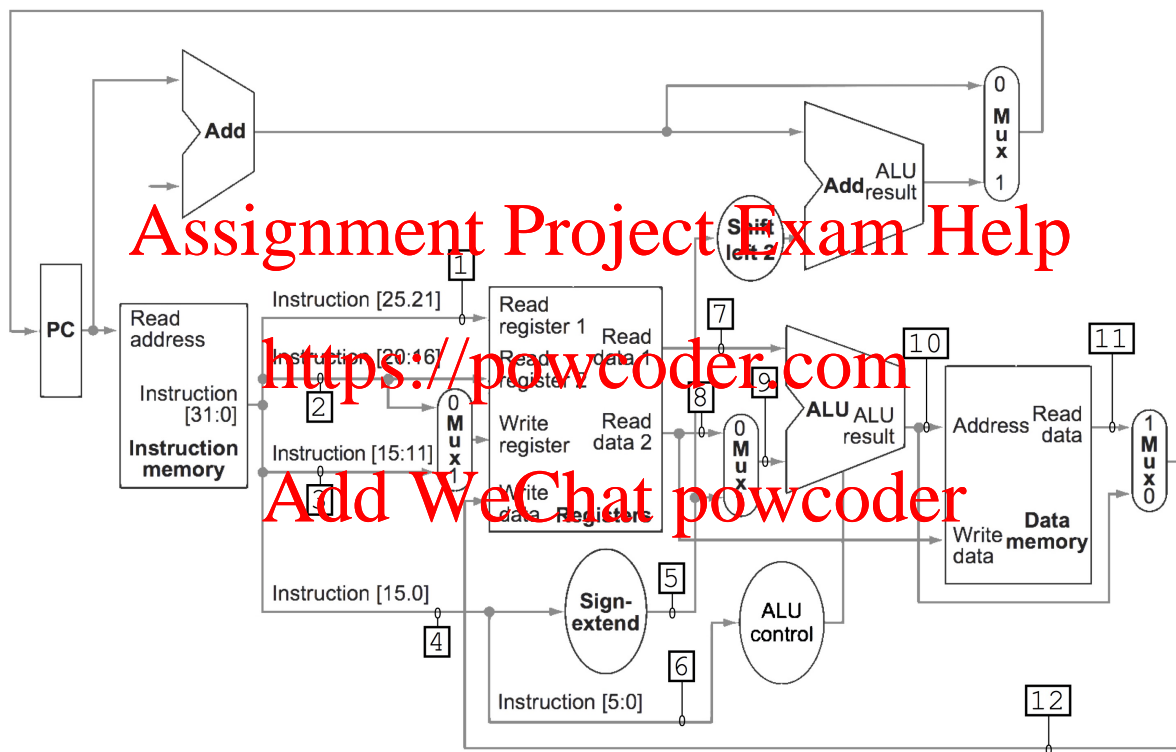 0
Mux
1
Add
ALU
result
Add
Assignment Project Exam Help
Shift
left 2
1
Instruction [25.21]
PC
Read
address
Read
register 1
7
Read
data 1
10
11
Instruction [20:16]
https://powcoder.com
Read
register 2
2
Instruction
[31:0]
0
Mux
1
8
9
0
Mux
1
ALU
ALU
result
Write
register
Read
data 2
Address
Read
data
1
Mux
0
Instruction
memory
Instruction [15:11]
3
Add WeChat powcoder
Write
data
Registers
Write
data
Data
memory
Instruction [15.0]
4
Sign-
extend
5
ALU
control
6
Instruction [5:0]
12